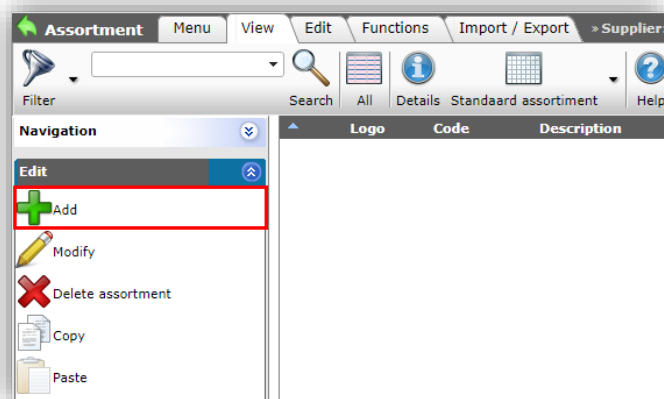 Assortment Menu View Edit Functions Import / Export » Supplier:
Filter Search All Details Standaard assortiment Help
Navigation Logo Code Description
Edit
Add
Modify
Delete assortment
Copy
Paste